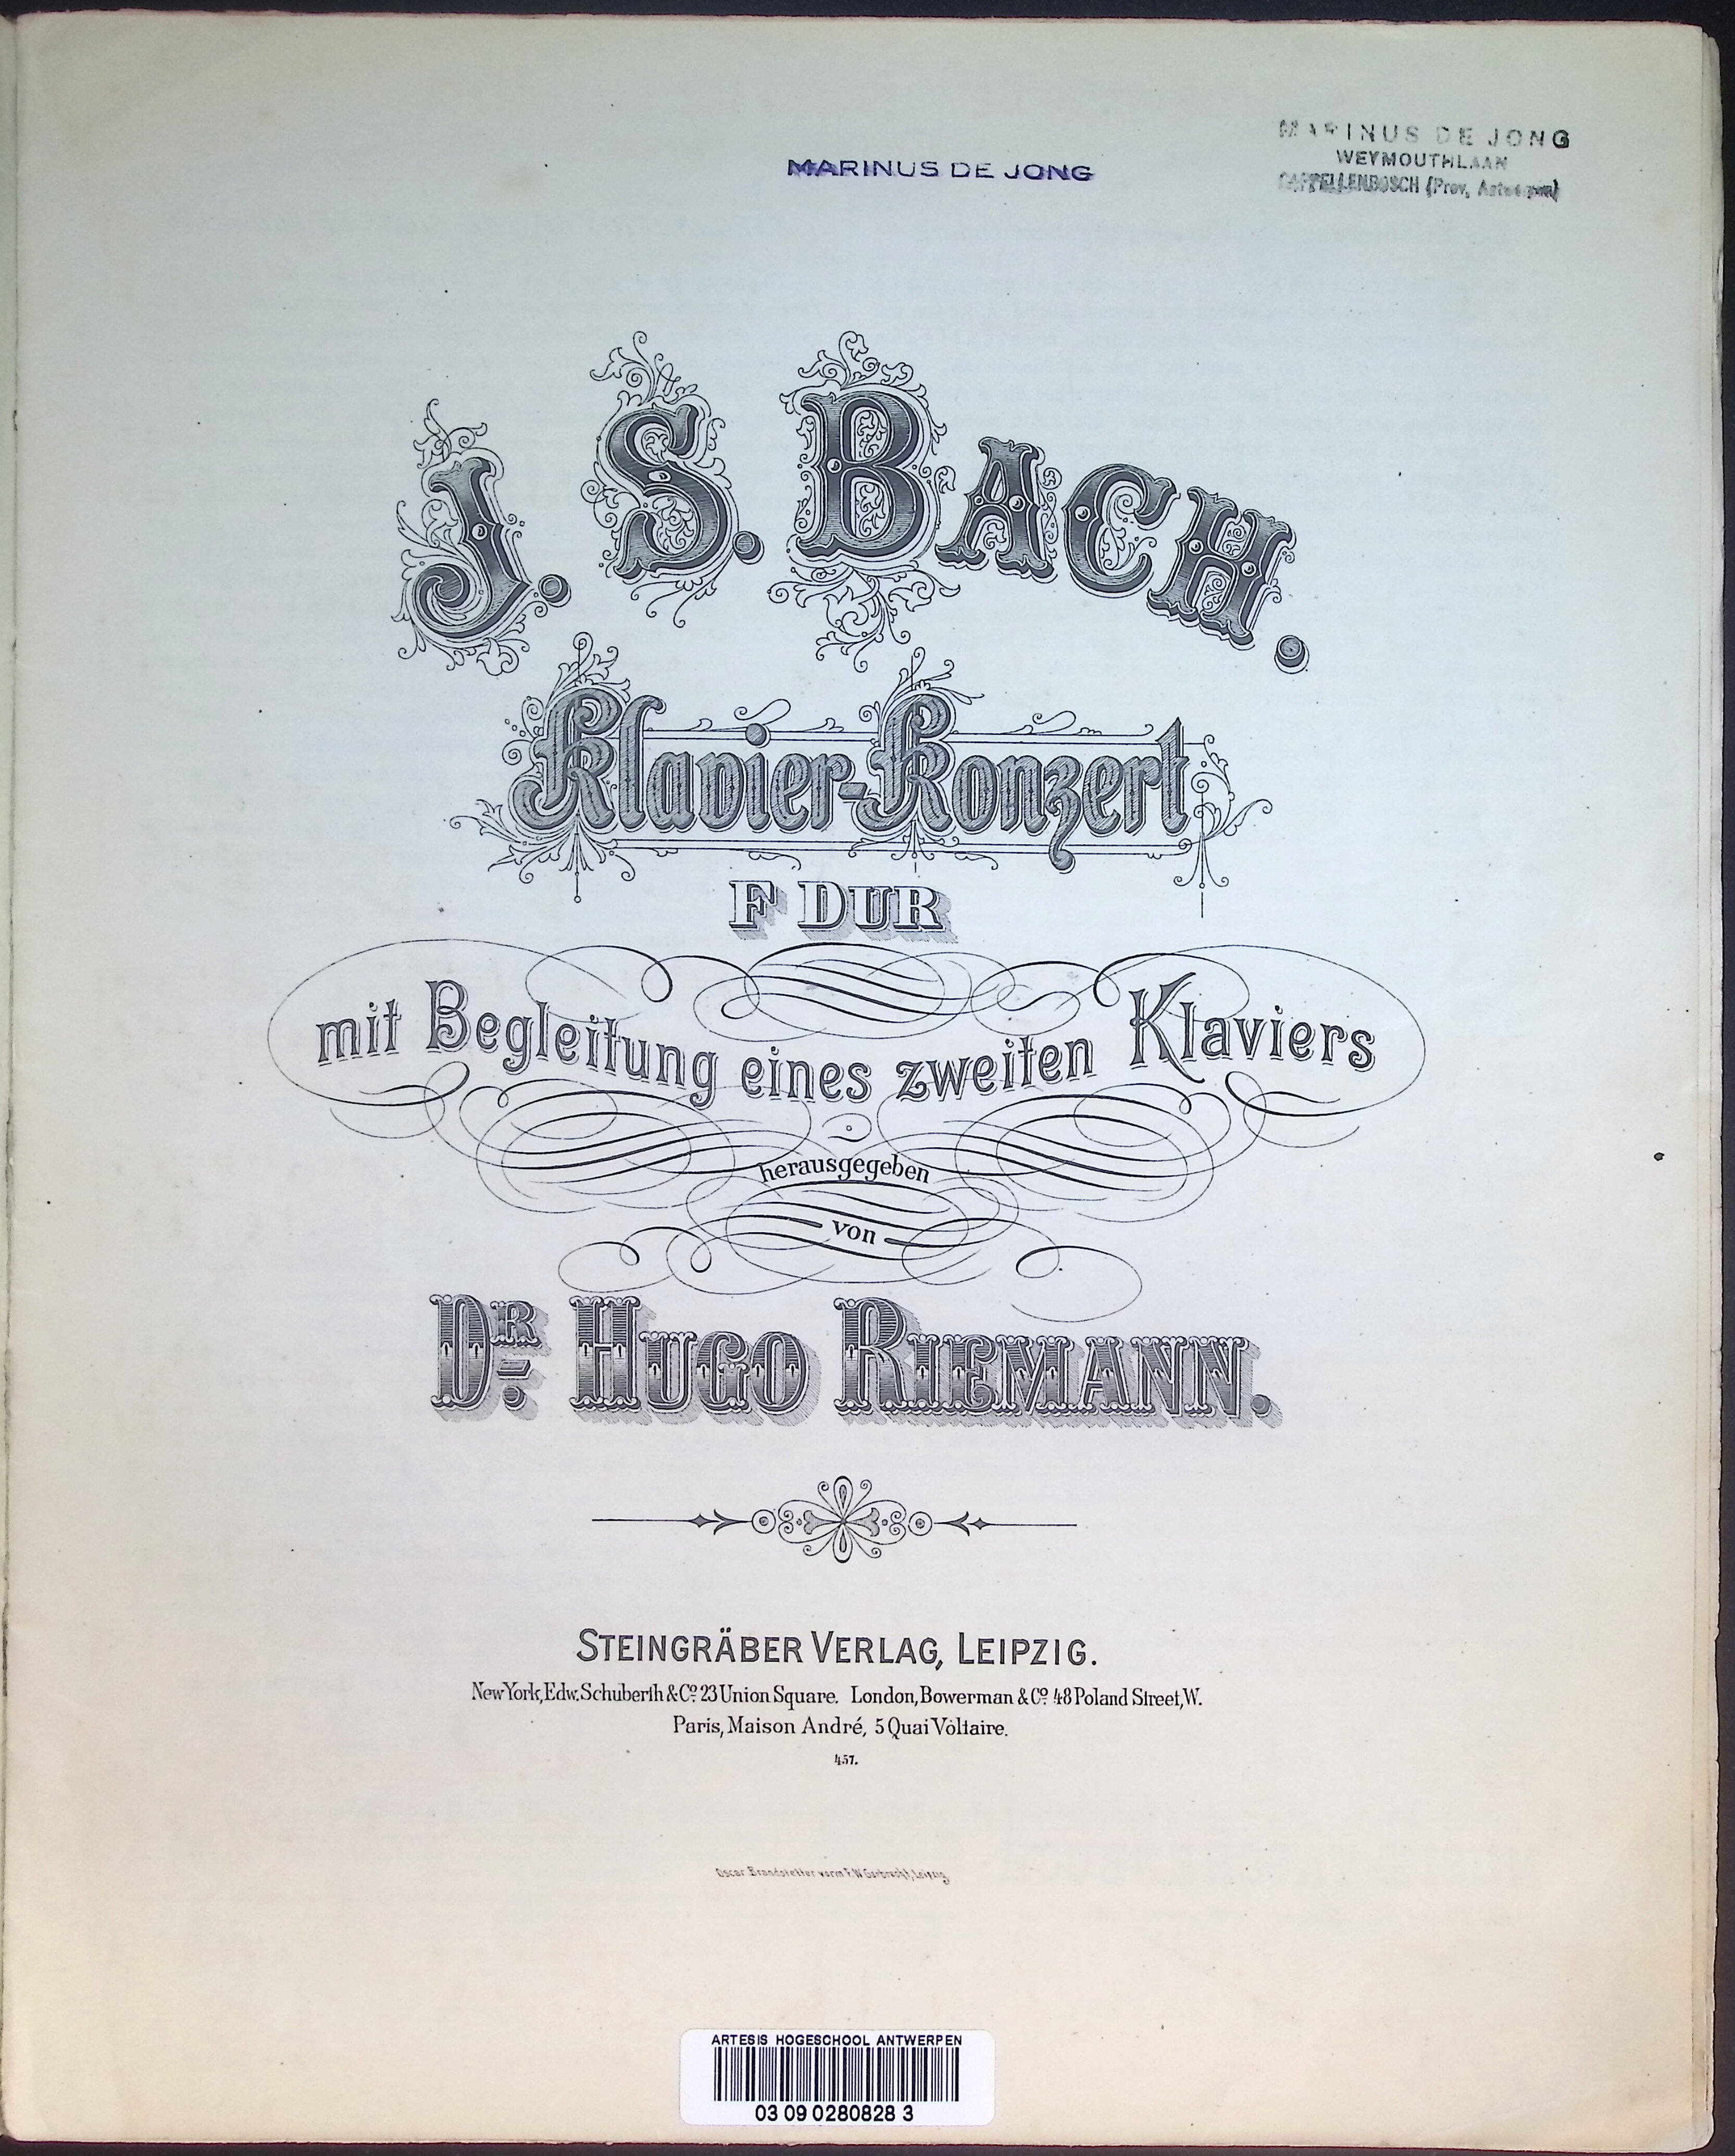 MARINUS DE JONG
MARINUS DE JONG
WEYMOUTHLAAN
CAPPELLENBOSCH (Prov. Antwerpen)
J. S. BACH.
Klavier-Konzert
F DUR
mit Begleitung eines zweiten Klaviers
herausgegeben
von
DR. HUGO RIEMANN.
STEINGRÄBER VERLAG, LEIPZIG.
New York, Edw. Schuberth & Co. 23 Union Square. London, Bowerman & Co. 48 Poland Street, W.
Paris, Maison André, 5 Quai Voltaire.
457.
Oscar Brandstetter vorm F. W. Garbrecht, Leipzig.
ARTESIS HOGESCHOOL ANTWERPEN
03 09 0280828 3